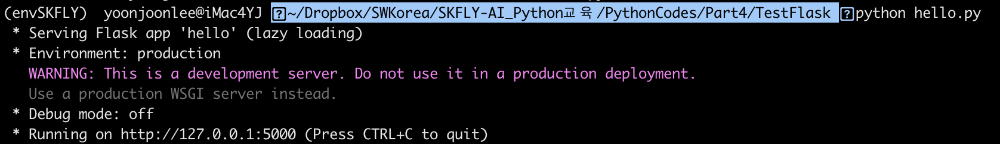 (envSKFLY) yoonjoonlee@iMac4YJ ~/Dropbox/SWKorea/SKFLY-AI_Python교육/PythonCodes/Part4/TestFlask python hello.py
* Serving Flask app 'hello' (lazy loading)
* Environment: production
WARNING: This is a development server. Do not use it in a production deployment.
Use a production WSGI server instead.
* Debug mode: off
* Running on http://127.0.0.1:5000 (Press CTRL+C to quit)